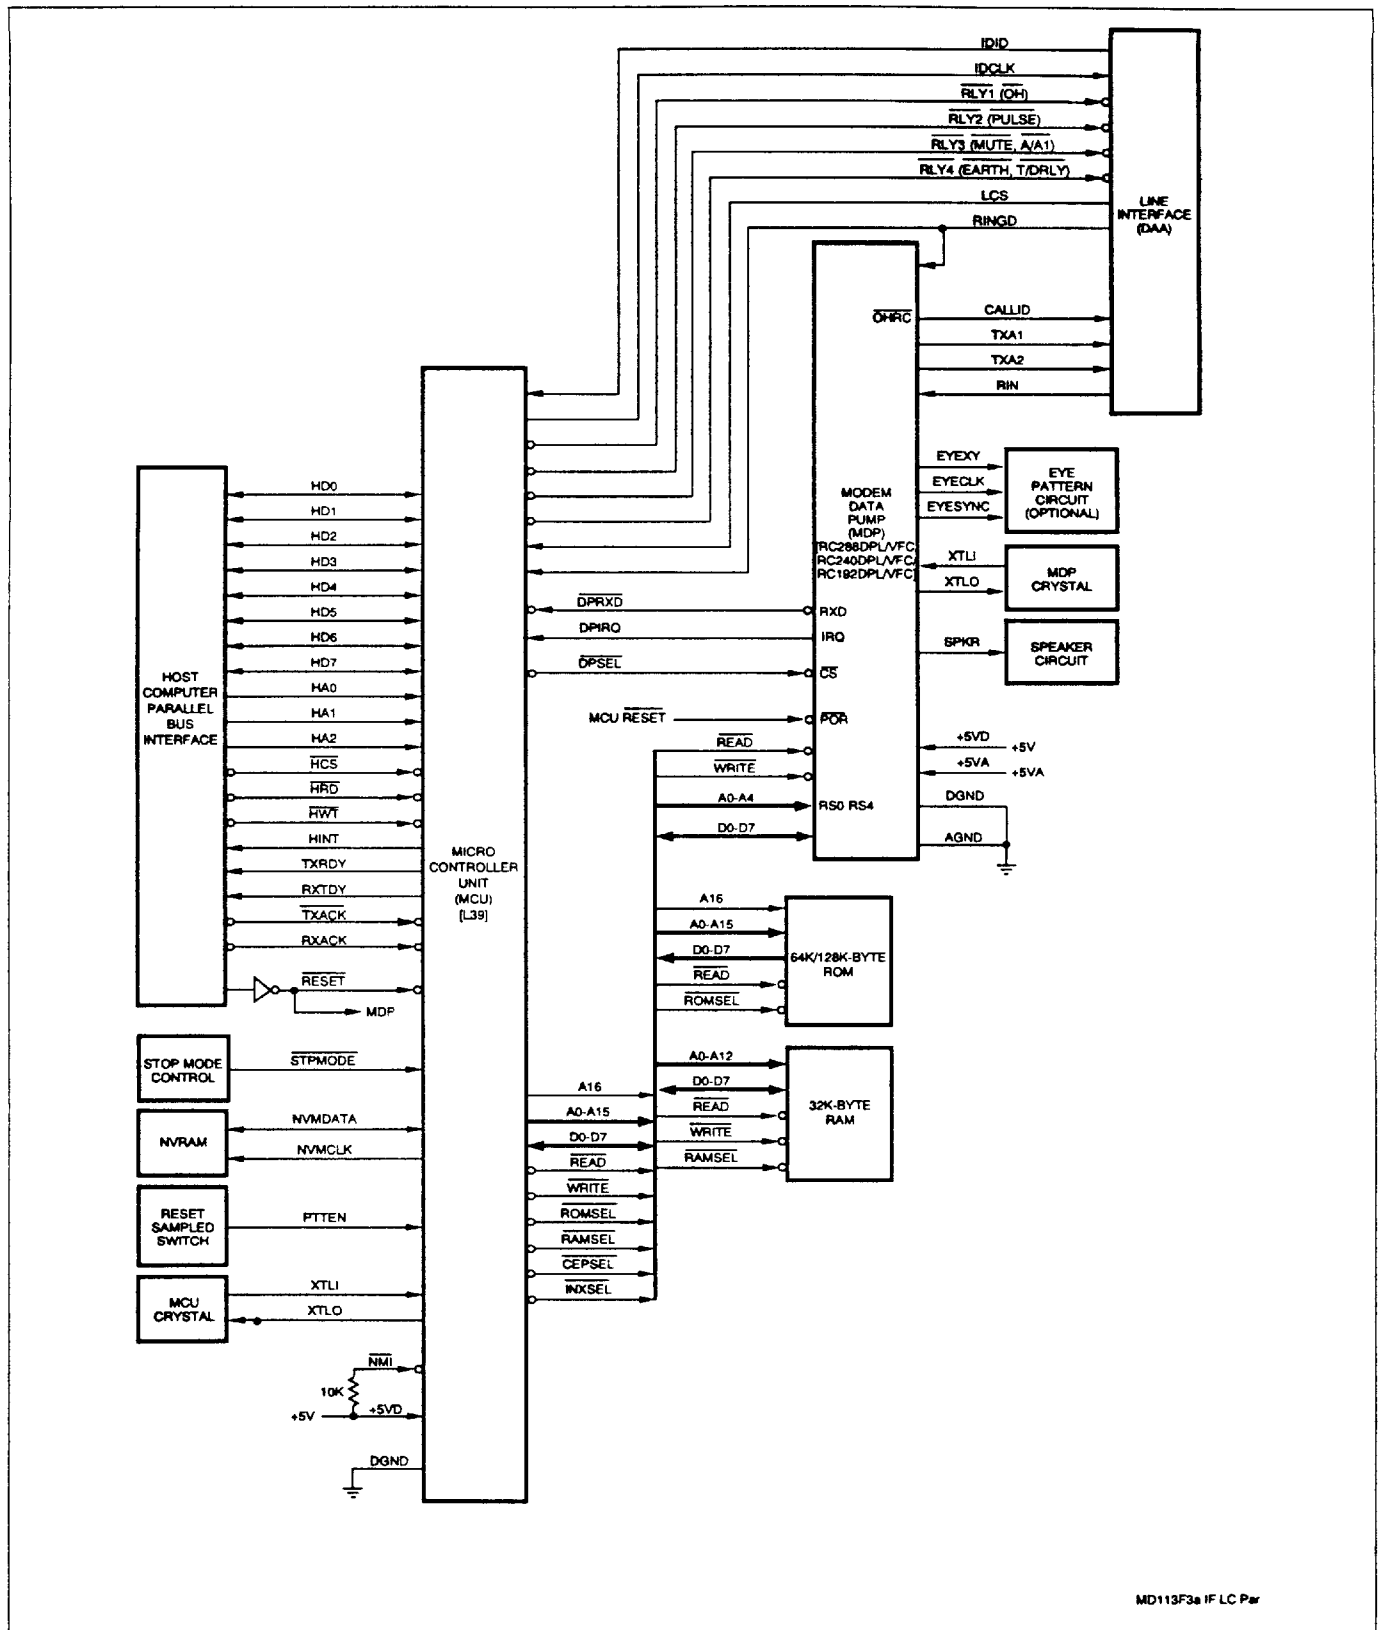 IDID
IDCLK
RLY1 (OH)
RLY2 (PULSE)
RLY3 (MUTE, A/A1)
RLY4 (EARTH, T/DRLY)
LCS
RINGD
LINE
INTERFACE
(DAA)
OHRC
CALLID
TXA1
TXA2
RIN
EYEXY
EYECLK
EYESYNC
EYE
PATTERN
CIRCUIT
(OPTIONAL)
MODEM
DATA
PUMP
(MDP)
[RC288DPL/VFC/
RC240DPL/VFC/
RC192DPL/VFC]
XTLI
XTLO
MDP
CRYSTAL
SPKR
SPEAKER
CIRCUIT
DPRXD
RXD
DPIRQ
IRQ
DPSEL
CS
MCU RESET
POR
READ
WRITE
A0-A4
RS0 RS4
D0-D7
+5VD
+5V
+5VA
+5VA
DGND
AGND
HOST
COMPUTER
PARALLEL
BUS
INTERFACE
HD0
HD1
HD2
HD3
HD4
HD5
HD6
HD7
HA0
HA1
HA2
HCS
HRD
HWT
HINT
TXRDY
RXTDY
TXACK
RXACK
RESET
MDP
MICRO
CONTROLLER
UNIT
(MCU)
[L39]
A16
A0-A15
D0-D7
READ
ROMSEL
64K/128K-BYTE
ROM
A0-A12
D0-D7
READ
WRITE
RAMSEL
32K-BYTE
RAM
STOP MODE
CONTROL
STPMODE
NVRAM
NVMDATA
NVMCLK
RESET
SAMPLED
SWITCH
PTTEN
MCU
CRYSTAL
XTLI
XTLO
A16
A0-A15
D0-D7
READ
WRITE
ROMSEL
RAMSEL
CEPSEL
INXSEL
NMI
10K
+5V
+5VD
DGND
MD113F3a IF LC Par